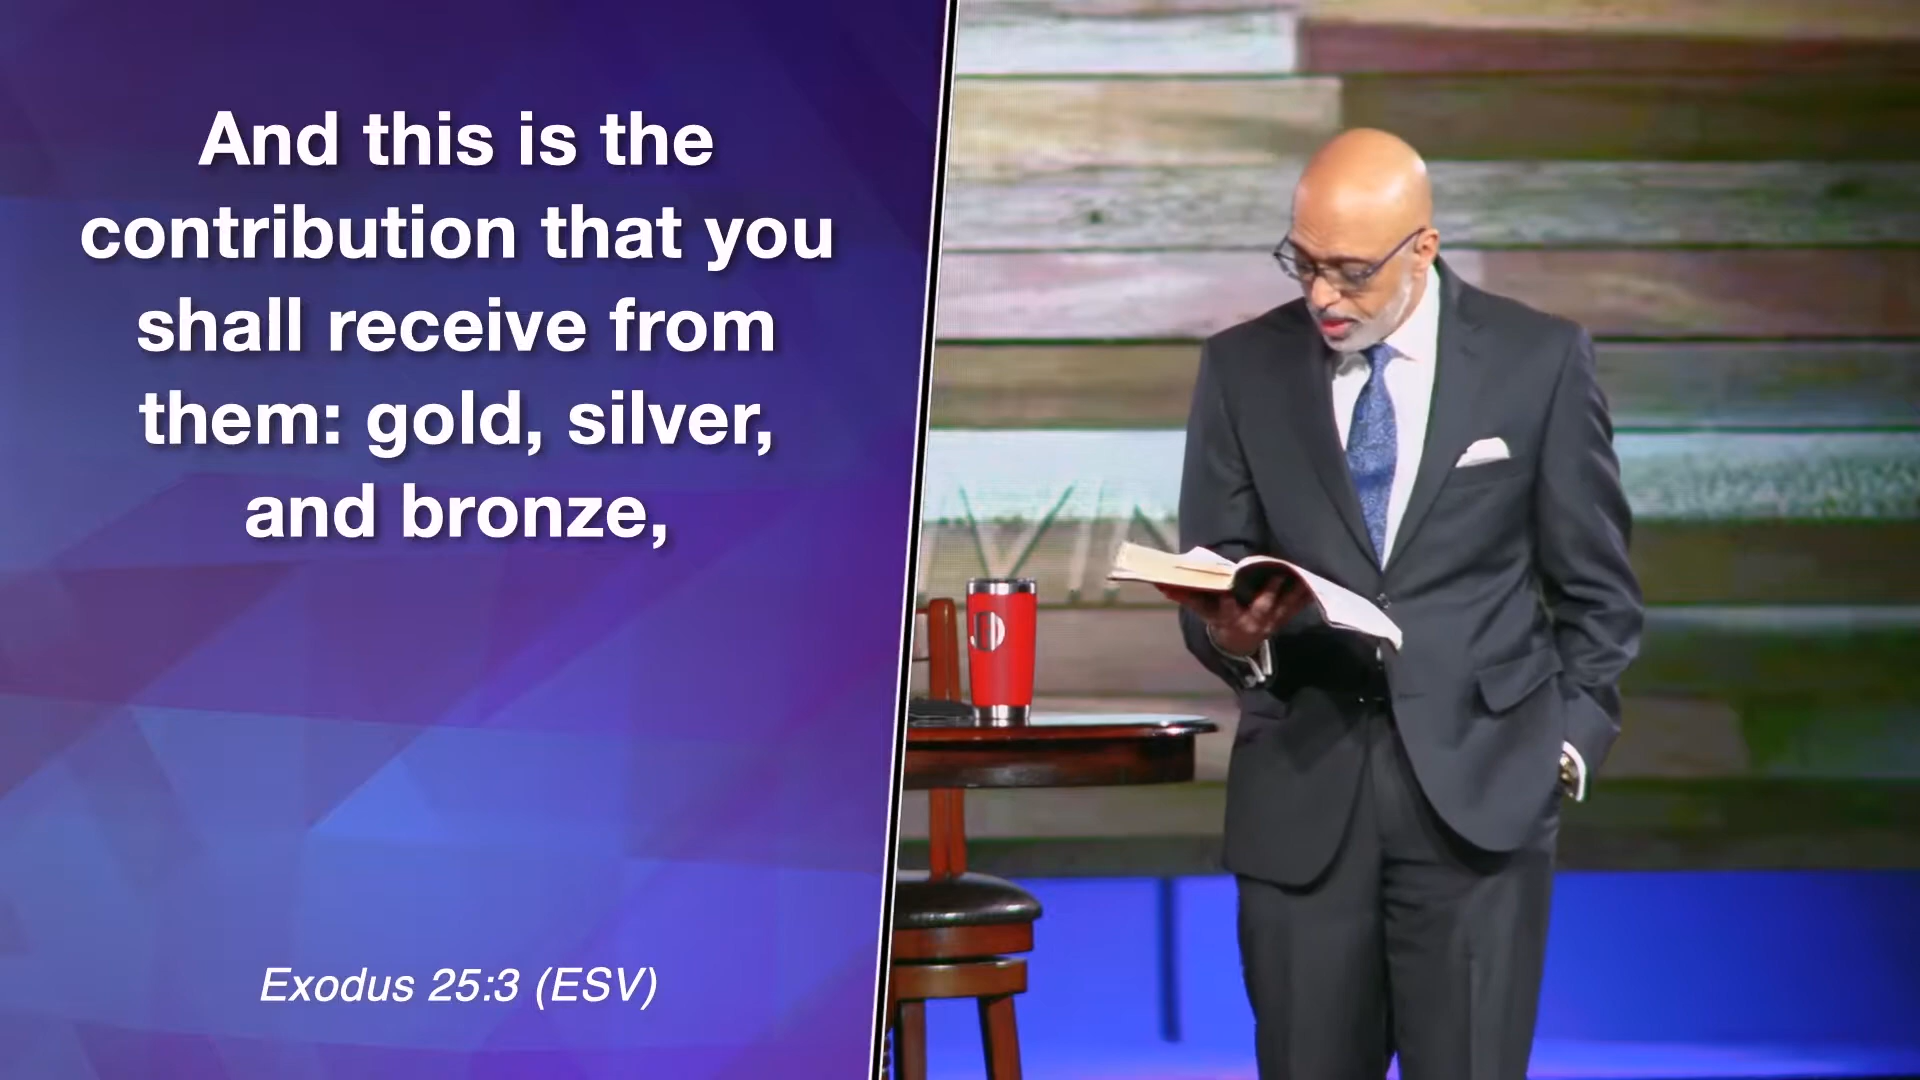 And this is the
contribution that you
shall receive from
them: gold, silver,
and bronze,
Exodus 25:3 (ESV)